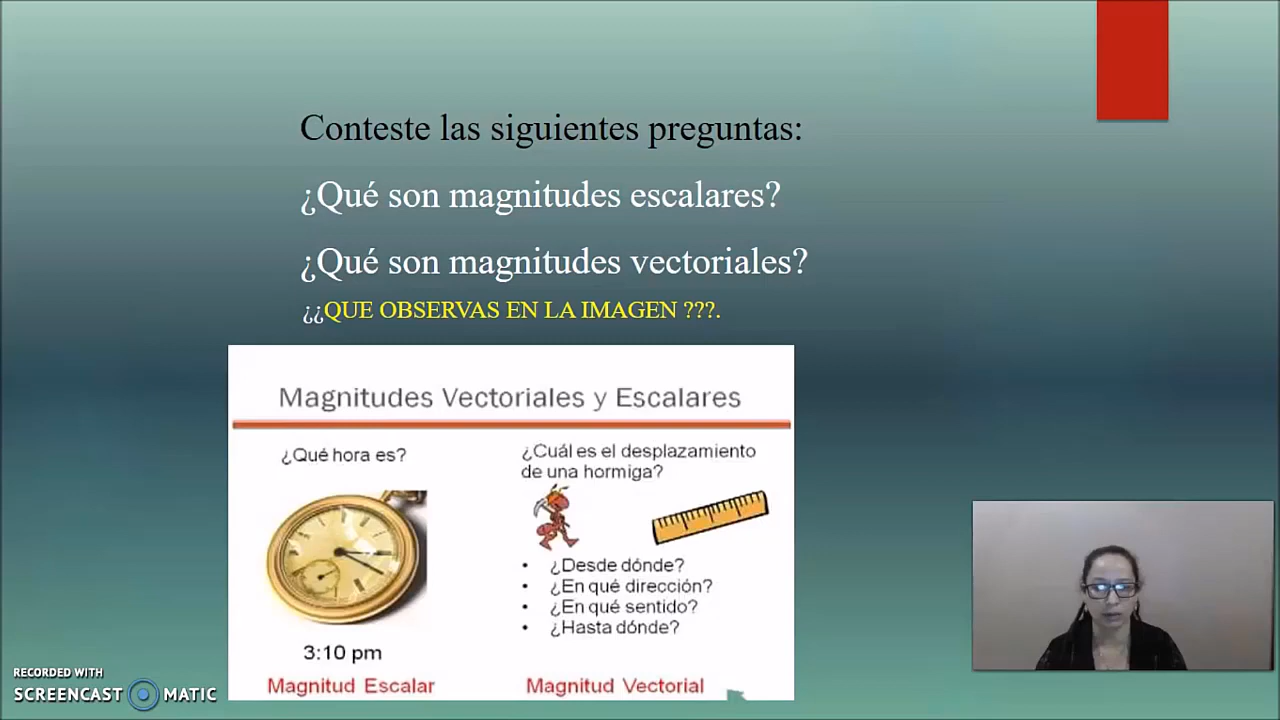 Conteste las siguientes preguntas:
¿Qué son magnitudes escalares?
¿Qué son magnitudes vectoriales?
¿¿QUE OBSERVAS EN LA IMAGEN ???.
Magnitudes Vectoriales y Escalares
¿Qué hora es?
¿Cuál es el desplazamiento
de una hormiga?
• ¿Desde dónde?
• ¿En qué dirección?
• ¿En qué sentido?
• ¿Hasta dónde?
3:10 pm
Magnitud Escalar
Magnitud Vectorial
RECORDED WITH
SCREENCAST MATIC